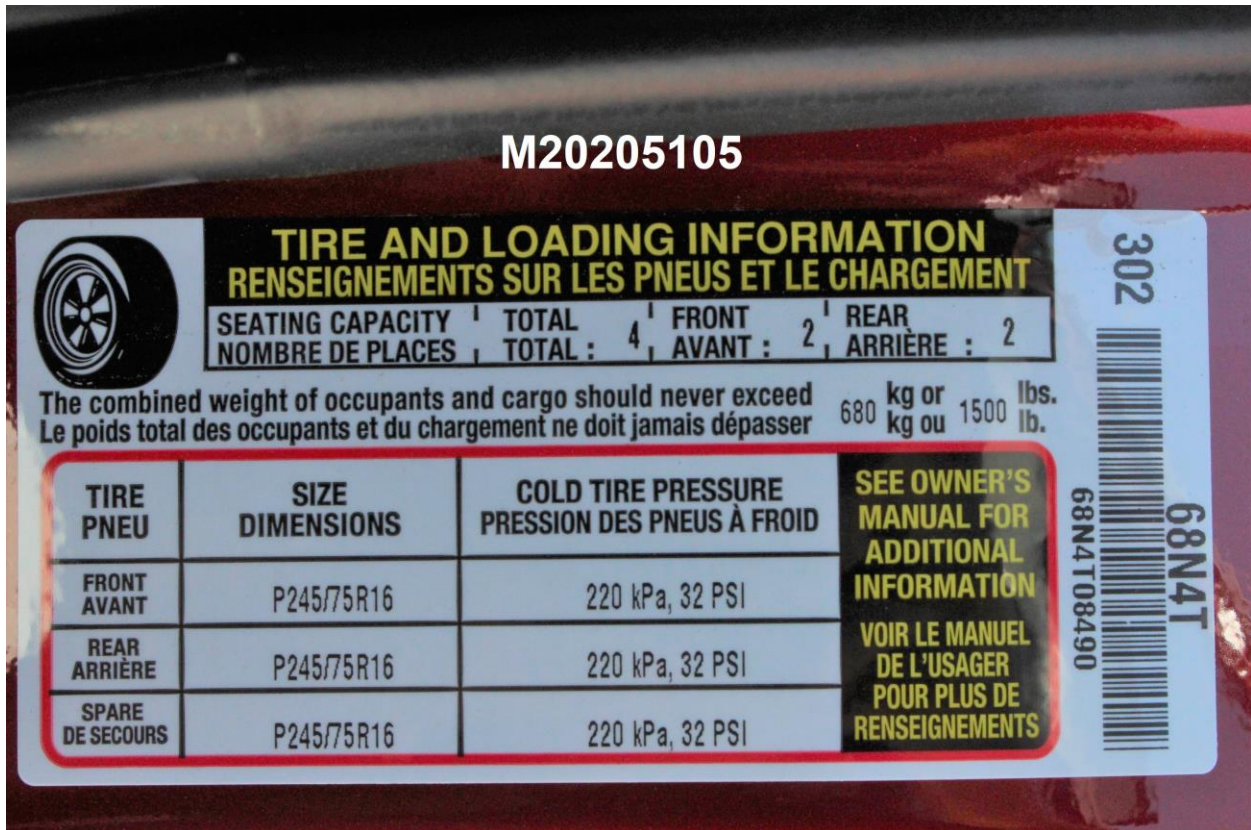 M20205105
TIRE AND LOADING INFORMATION
RENSEIGNEMENTS SUR LES PNEUS ET LE CHARGEMENT
SEATING CAPACITY TOTAL FRONT REAR
NOMBRE DE PLACES TOTAL : 4 AVANT : 2 ARRIÈRE : 2
The combined weight of occupants and cargo should never exceed 680 kg or 1500 lbs.
Le poids total des occupants et du chargement ne doit jamais dépasser kg ou lb.
TIRE
PNEU
SIZE
DIMENSIONS
COLD TIRE PRESSURE
PRESSION DES PNEUS À FROID
FRONT
AVANT
P245/75R16
220 kPa, 32 PSI
REAR
ARRIÈRE
P245/75R16
220 kPa, 32 PSI
SPARE
DE SECOURS
P245/75R16
220 kPa, 32 PSI
SEE OWNER'S
MANUAL FOR
ADDITIONAL
INFORMATION
VOIR LE MANUEL
DE L'USAGER
POUR PLUS DE
RENSEIGNEMENTS
302
68N4T08490
68N4T